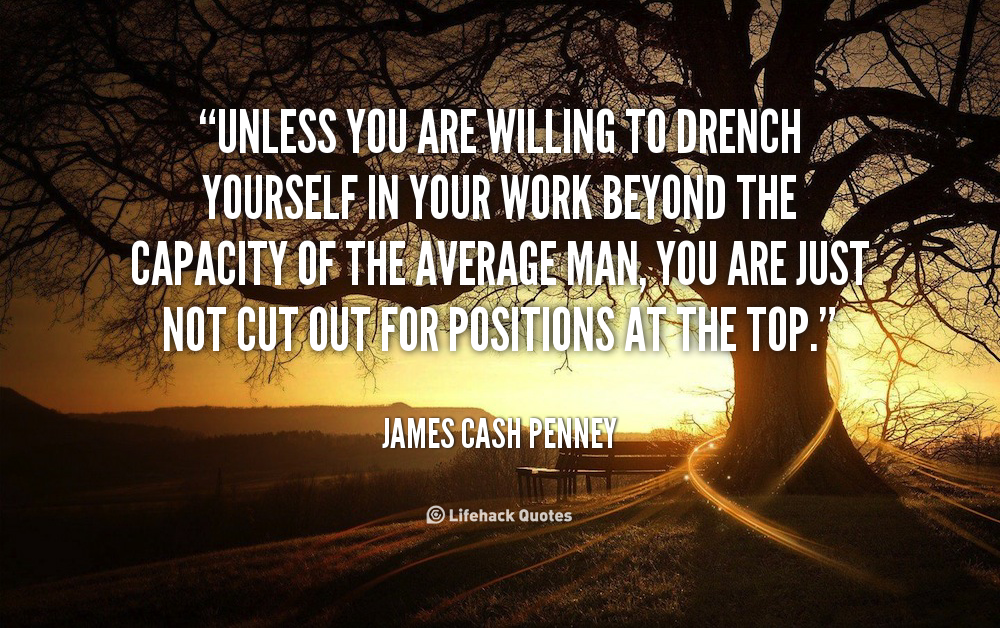 “UNLESS YOU ARE WILLING TO DRENCH
YOURSELF IN YOUR WORK BEYOND THE
CAPACITY OF THE AVERAGE MAN, YOU ARE JUST
NOT CUT OUT FOR POSITIONS AT THE TOP.”
JAMES CASH PENNEY
Lifehack Quotes